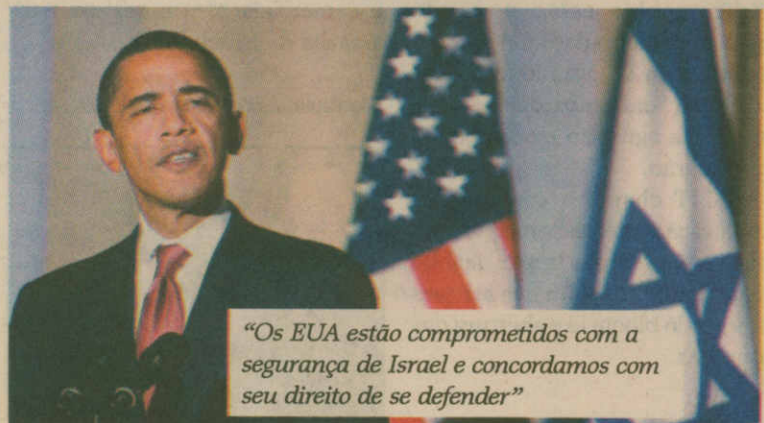 “Os EUA estão comprometidos com a
segurança de Israel e concordamos com
seu direito de se defender”